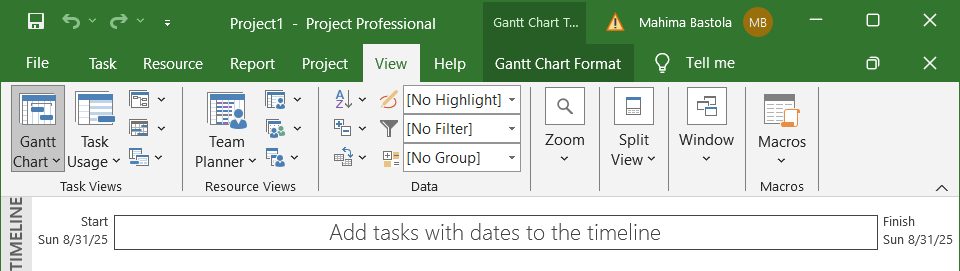 Project1 - Project Professional
Gantt Chart T...
Mahima Bastola
MB
File Task Resource Report Project View Help Gantt Chart Format Tell me
Gantt Chart
Task Usage
Task Views
Team Planner
Resource Views
A
Z
[No Highlight]
[No Filter]
[No Group]
Data
Zoom
Split View
Window
Macros
Macros
TIMELINE
Start
Sun 8/31/25
Add tasks with dates to the timeline
Finish
Sun 8/31/25